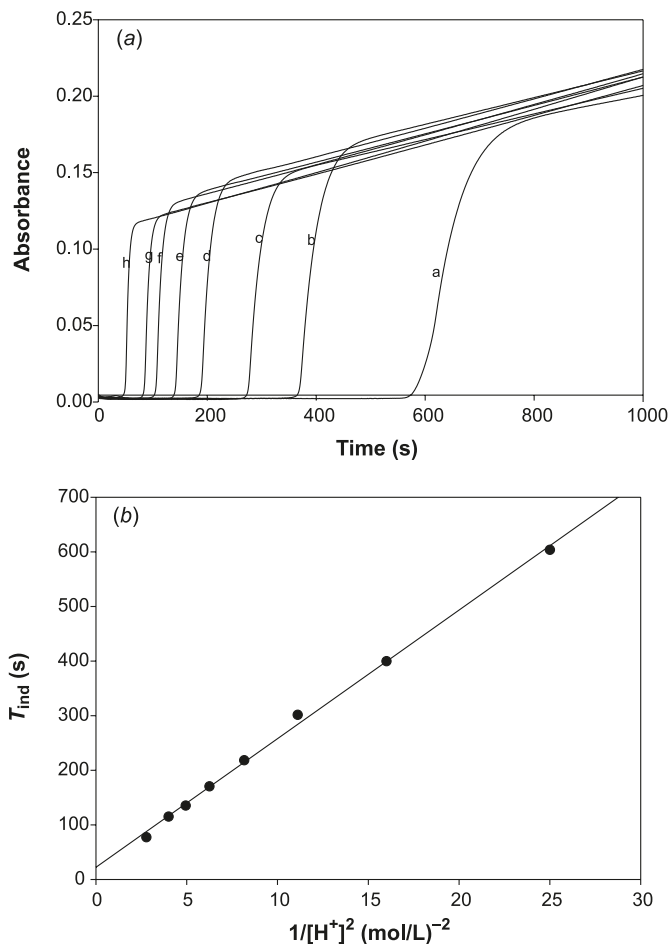 (a)
0.25
0.20
0.15
0.10
0.05
0.00
Absorbance
h g f e d c b a
0 200 400 600 800 1000
Time (s)
(b)
700
600
500
400
300
200
100
0
T_ind (s)
0 5 10 15 20 25 30
1/[H⁺]² (mol/L)⁻²